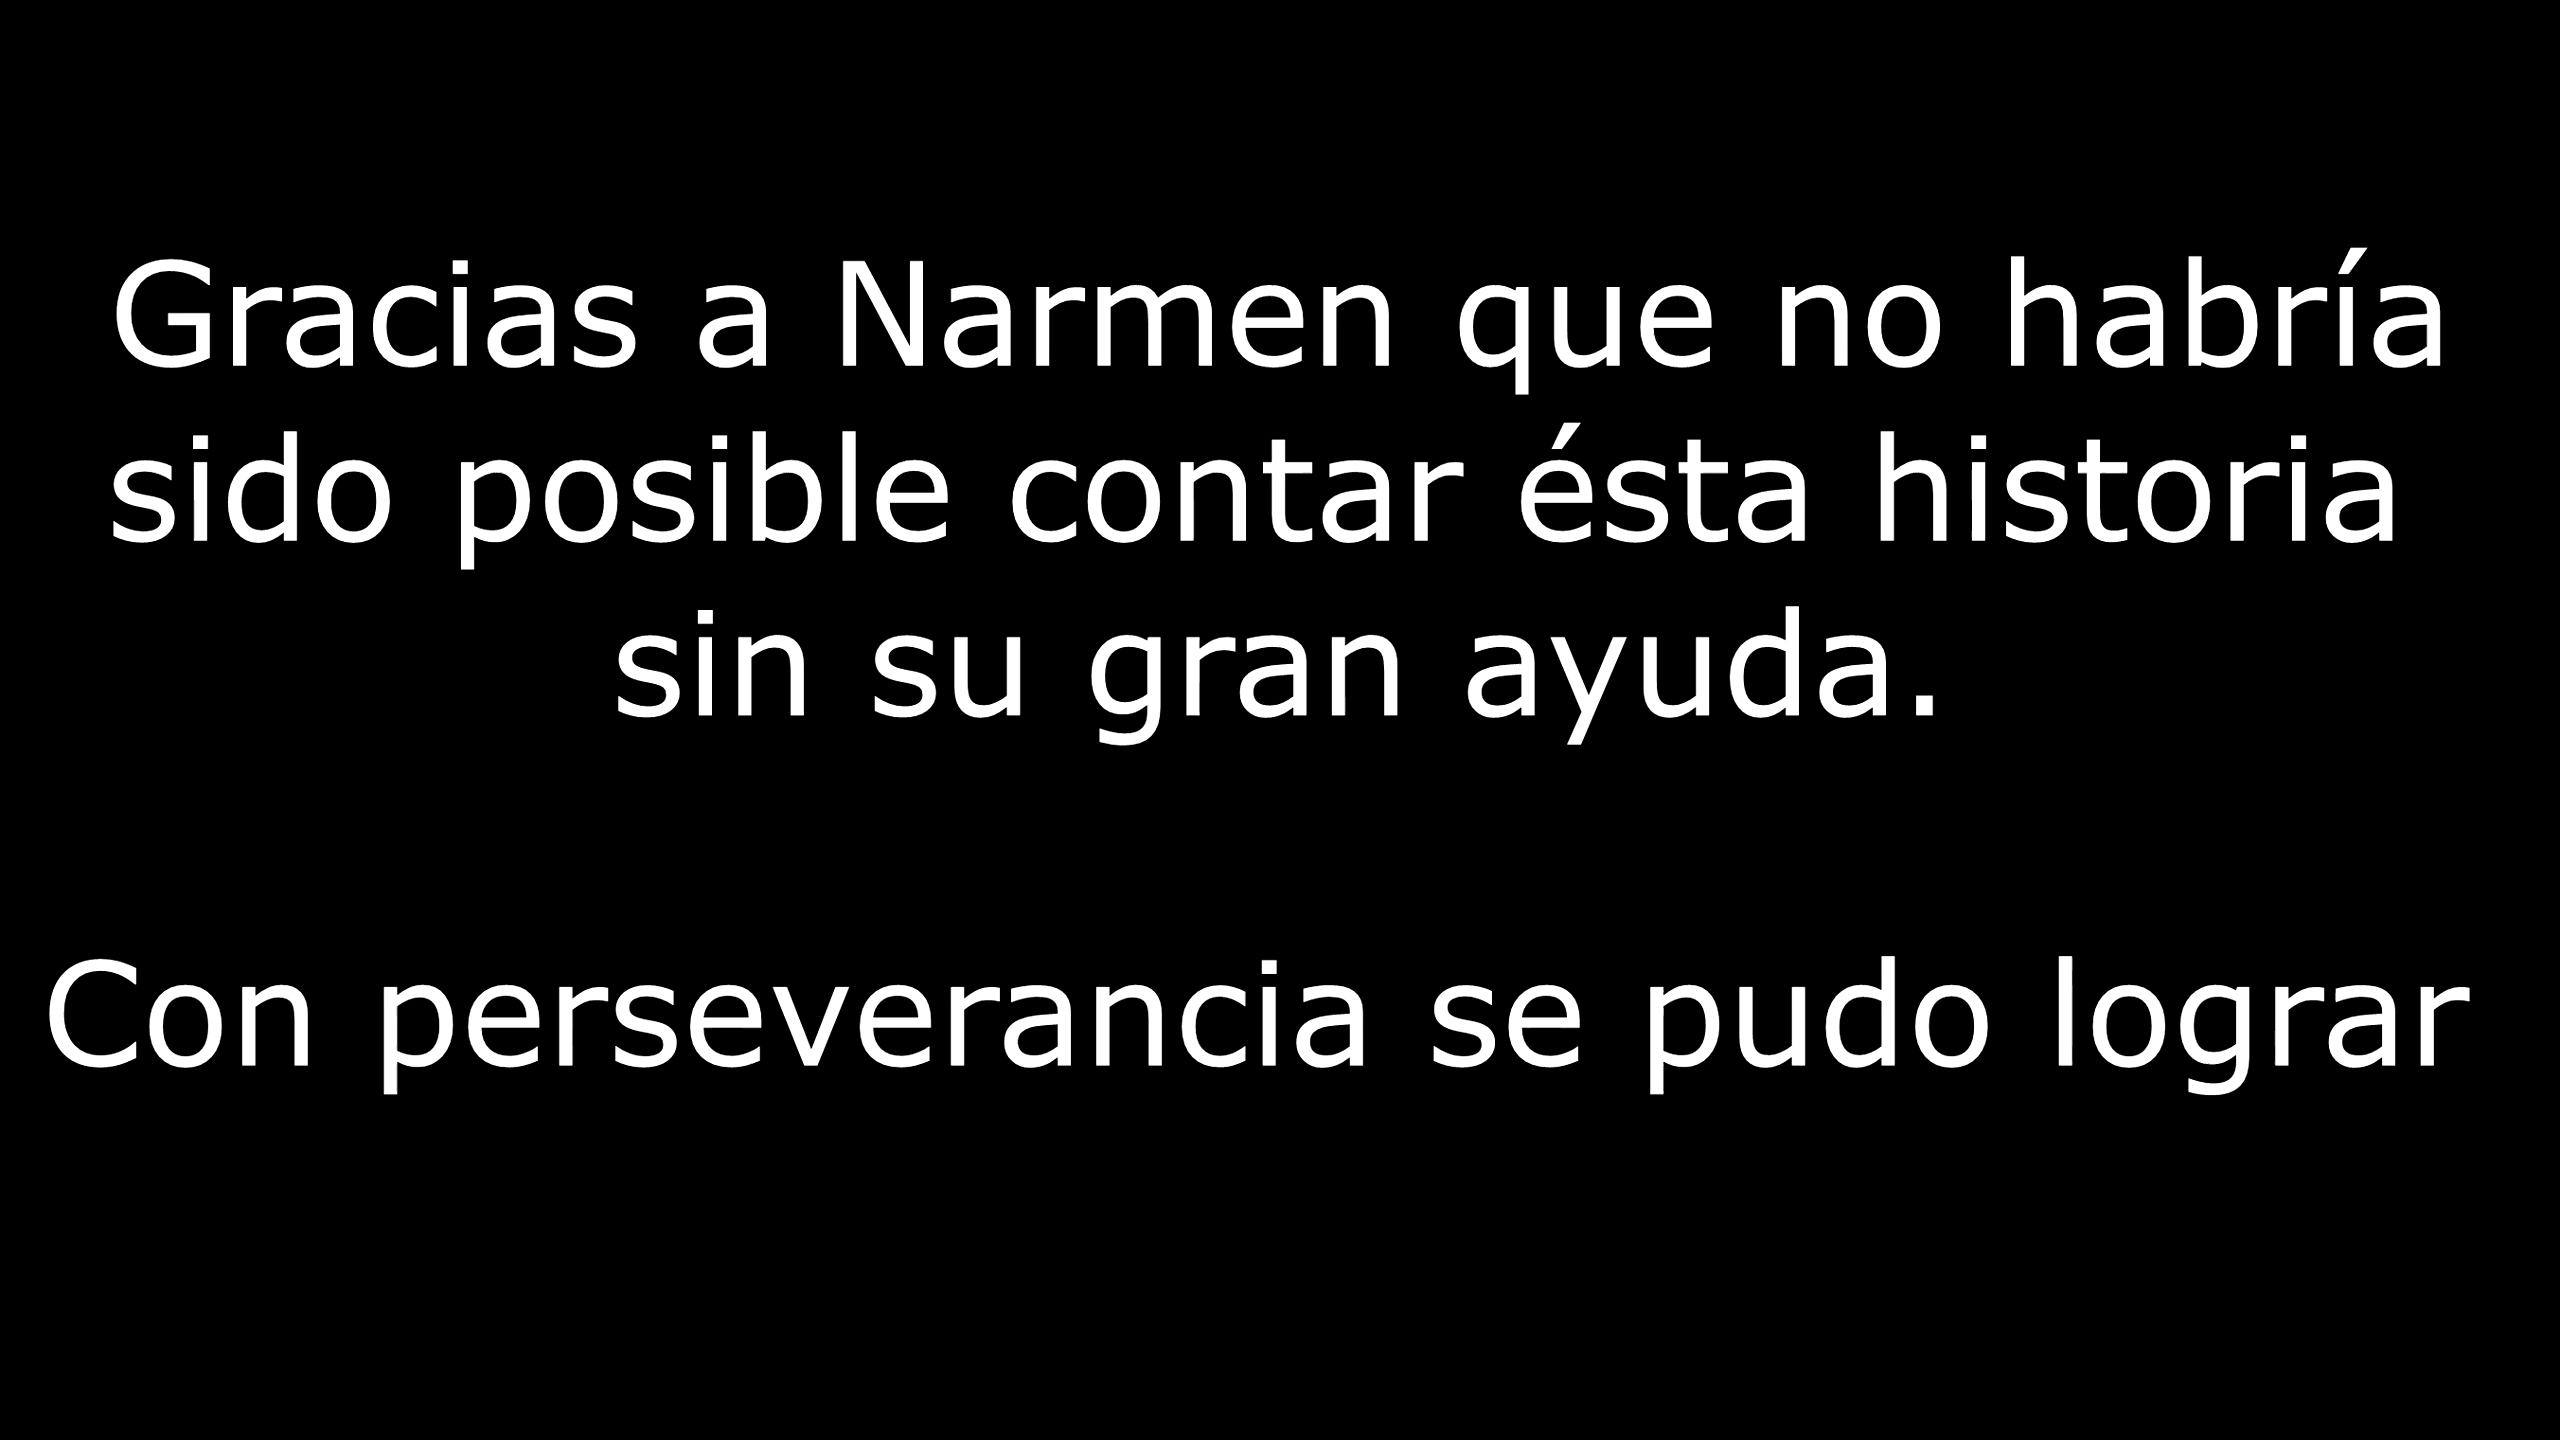 Gracias a Narmen que no habría
sido posible contar ésta historia
sin su gran ayuda.
Con perseverancia se pudo lograr